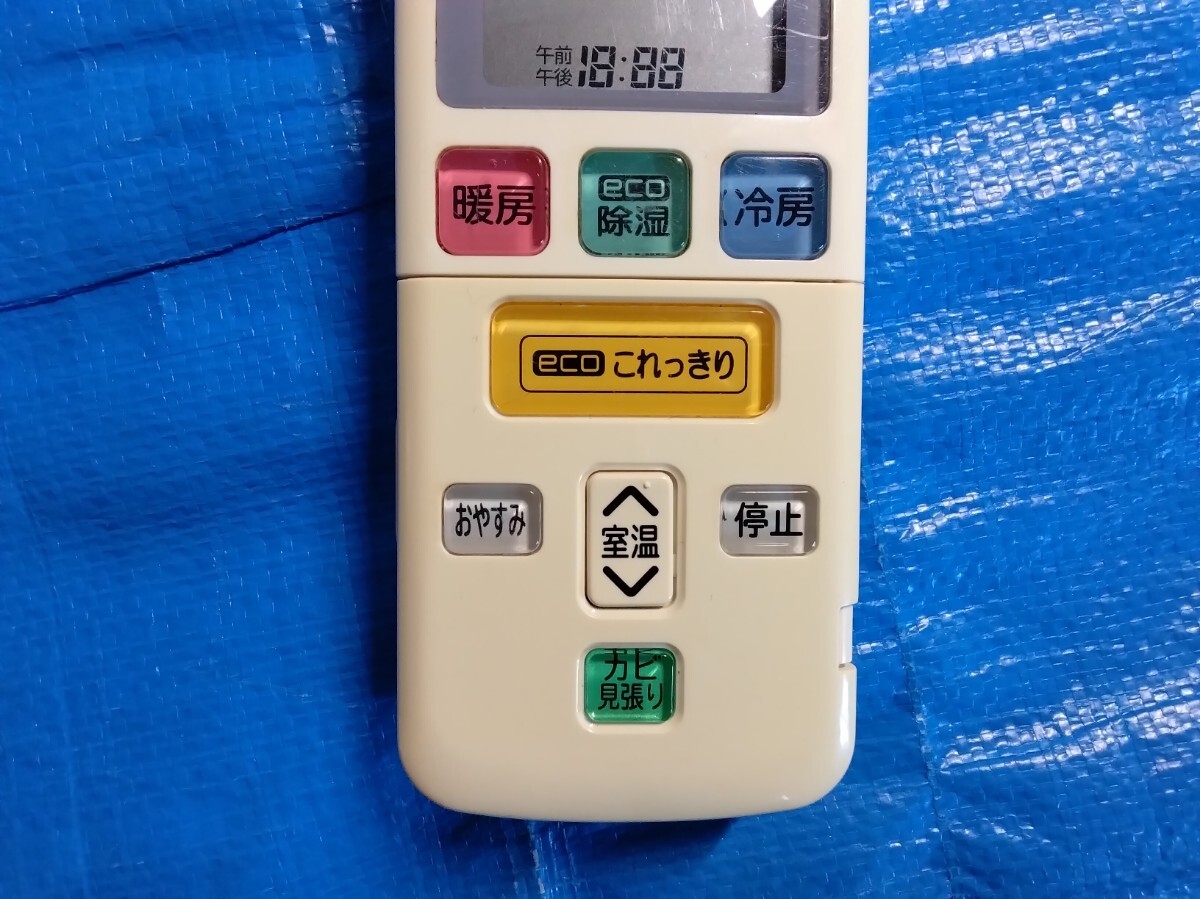 午前
午後 18:88
暖房
eco
除湿
冷房
eco これっきり
おやすみ
室温
停止
カビ
見張り